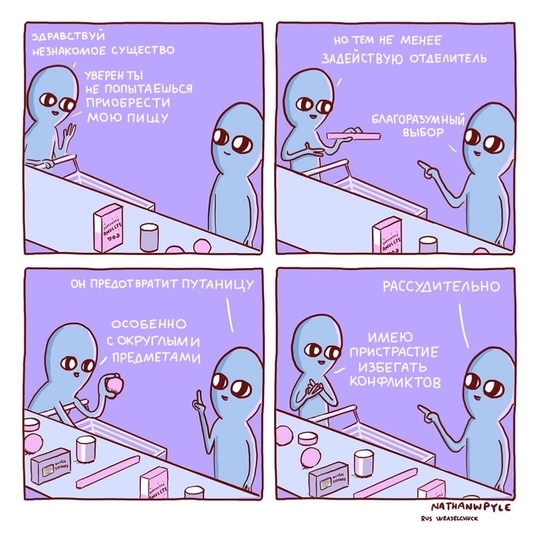 ЗДРАВСТВУЙ
НЕЗНАКОМОЕ СУЩЕСТВО
УВЕРЕН ТЫ
НЕ ПОПЫТАЕШЬСЯ
ПРИОБРЕСТИ
МОЮ ПИЩУ
НО ТЕМ НЕ МЕНЕЕ
ЗАДЕЙСТВУЮ ОТДЕЛИТЕЛЬ
БЛАГОРАЗУМНЫЙ
ВЫБОР
ОН ПРЕДОТВРАТИТ ПУТАНИЦУ
ОСОБЕННО
С ОКРУГЛЫМИ
ПРЕДМЕТАМИ
РАССУДИТЕЛЬНО
ИМЕЮ
ПРИСТРАСТИЕ
ИЗБЕГАТЬ
КОНФЛИКТОВ
NATHANWPYLE
RUS WEASELCHUCK